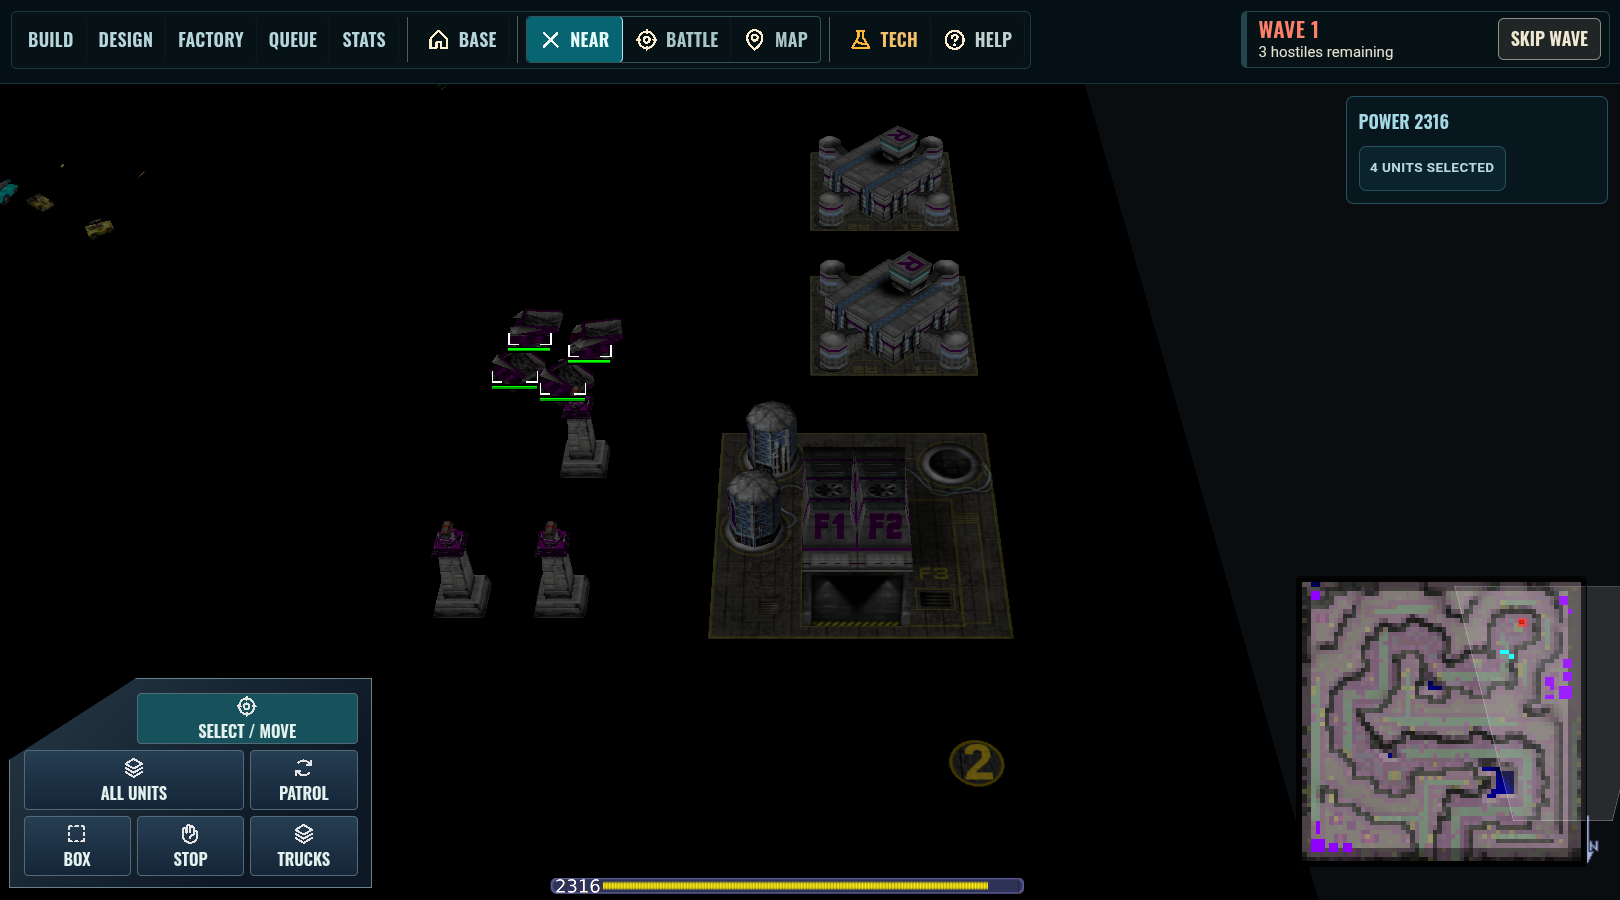 BUILD DESIGN FACTORY QUEUE STATS BASE NEAR BATTLE MAP TECH HELP
WAVE 1
3 hostiles remaining
SKIP WAVE
POWER 2316
4 UNITS SELECTED
R
R
F1 F2
F3
2
SELECT / MOVE
ALL UNITS PATROL
BOX STOP TRUCKS
N
2316